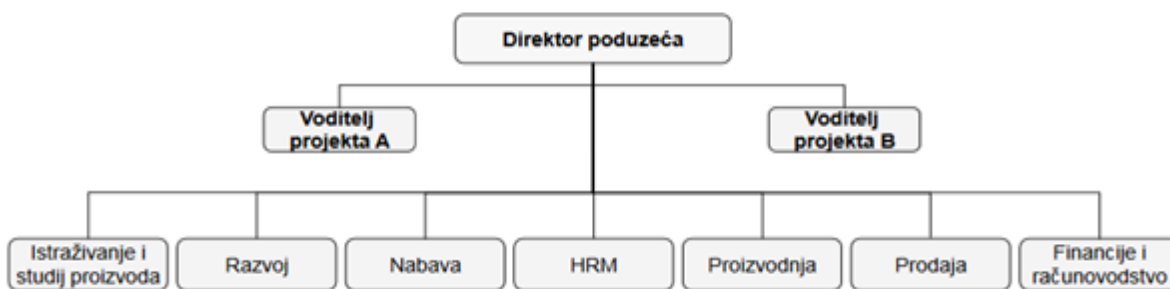 Direktor poduzeća
Voditelj
projekta A
Voditelj
projekta B
Istraživanje i
studij proizvoda
Razvoj
Nabava
HRM
Proizvodnja
Prodaja
Financije i
računovodstvo